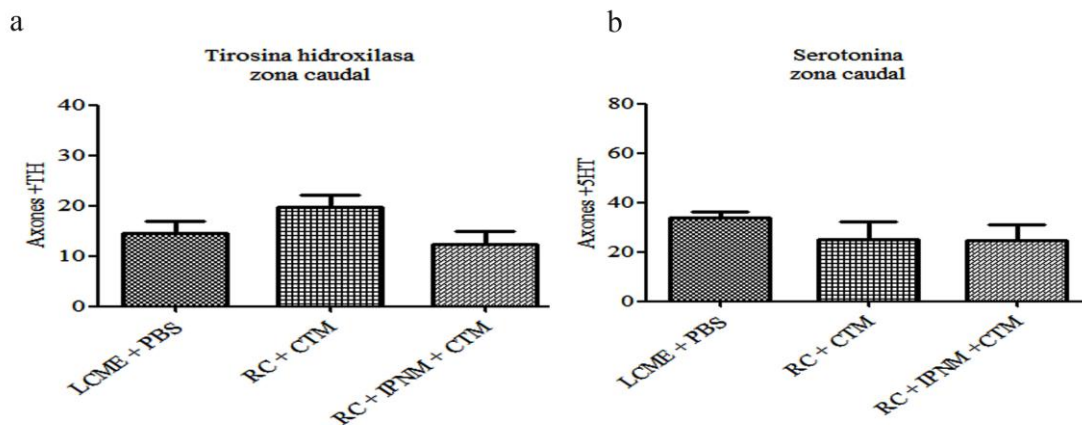 a
Tirosina hidroxilasa
zona caudal
Axones +TH
40
30
20
10
0
LCME + PBS
RC + CTM
RC + IPNM + CTM
b
Serotonina
zona caudal
Axones +5HT
80
60
40
20
0
LCME + PBS
RC + CTM
RC + IPNM +CTM